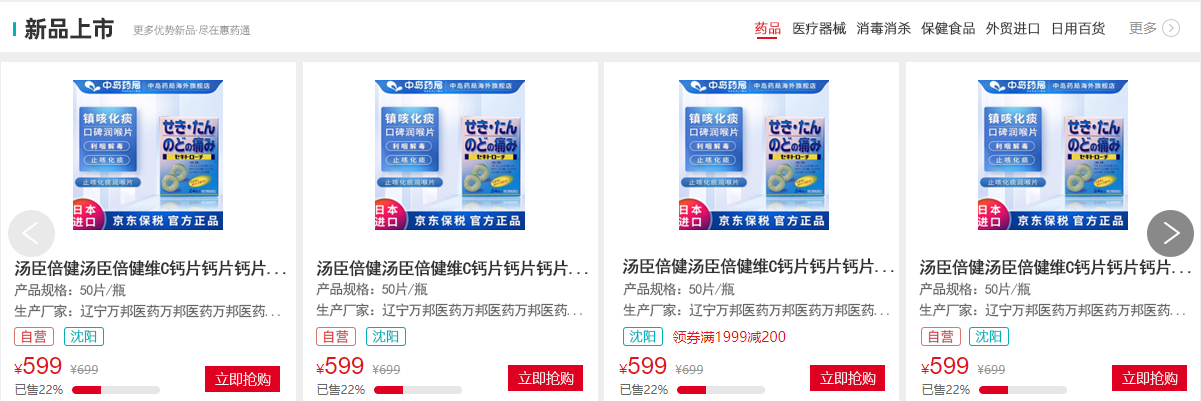 新品上市
更多优势新品·尽在惠药通
药品 医疗器械 消毒消杀 保健食品 外贸进口 日用百货 更多
中岛药局 中岛药局海外旗舰店
镇咳化痰
口碑润喉片
利咽解毒
止咳化痰
止咳化痰润喉片
せき・たん
のどの痛み
セキトローチ
日本
进口
京东保税 官方正品
汤臣倍健汤臣倍健维C钙片钙片钙片...
产品规格：50片/瓶
生产厂家：辽宁万邦医药万邦医药万邦医药...
自营 沈阳
¥599 ¥699
已售22%
立即抢购
中岛药局 中岛药局海外旗舰店
镇咳化痰
口碑润喉片
利咽解毒
止咳化痰
止咳化痰润喉片
せき・たん
のどの痛み
セキトローチ
日本
进口
京东保税 官方正品
汤臣倍健汤臣倍健维C钙片钙片钙片...
产品规格：50片/瓶
生产厂家：辽宁万邦医药万邦医药万邦医药...
自营 沈阳
¥599 ¥699
已售22%
立即抢购
中岛药局 中岛药局海外旗舰店
镇咳化痰
口碑润喉片
利咽解毒
止咳化痰
止咳化痰润喉片
せき・たん
のどの痛み
セキトローチ
日本
进口
京东保税 官方正品
汤臣倍健汤臣倍健维C钙片钙片钙片...
产品规格：50片/瓶
生产厂家：辽宁万邦医药万邦医药万邦医药...
沈阳 领券满1999减200
¥599 ¥699
已售22%
立即抢购
中岛药局 中岛药局海外旗舰店
镇咳化痰
口碑润喉片
利咽解毒
止咳化痰
止咳化痰润喉片
せき・たん
のどの痛み
セキトローチ
日本
进口
京东保税 官方正品
汤臣倍健汤臣倍健维C钙片钙片钙片...
产品规格：50片/瓶
生产厂家：辽宁万邦医药万邦医药万邦医药...
自营 沈阳
¥599 ¥699
已售22%
立即抢购